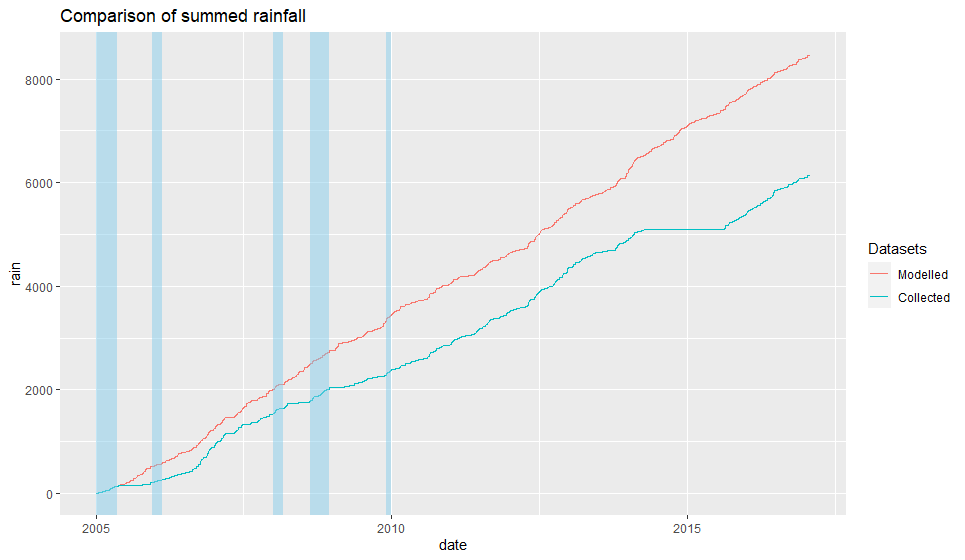 Comparison of summed rainfall
8000
6000
4000
2000
0
rain
2005
2010
2015
date
Datasets
Modelled
Collected